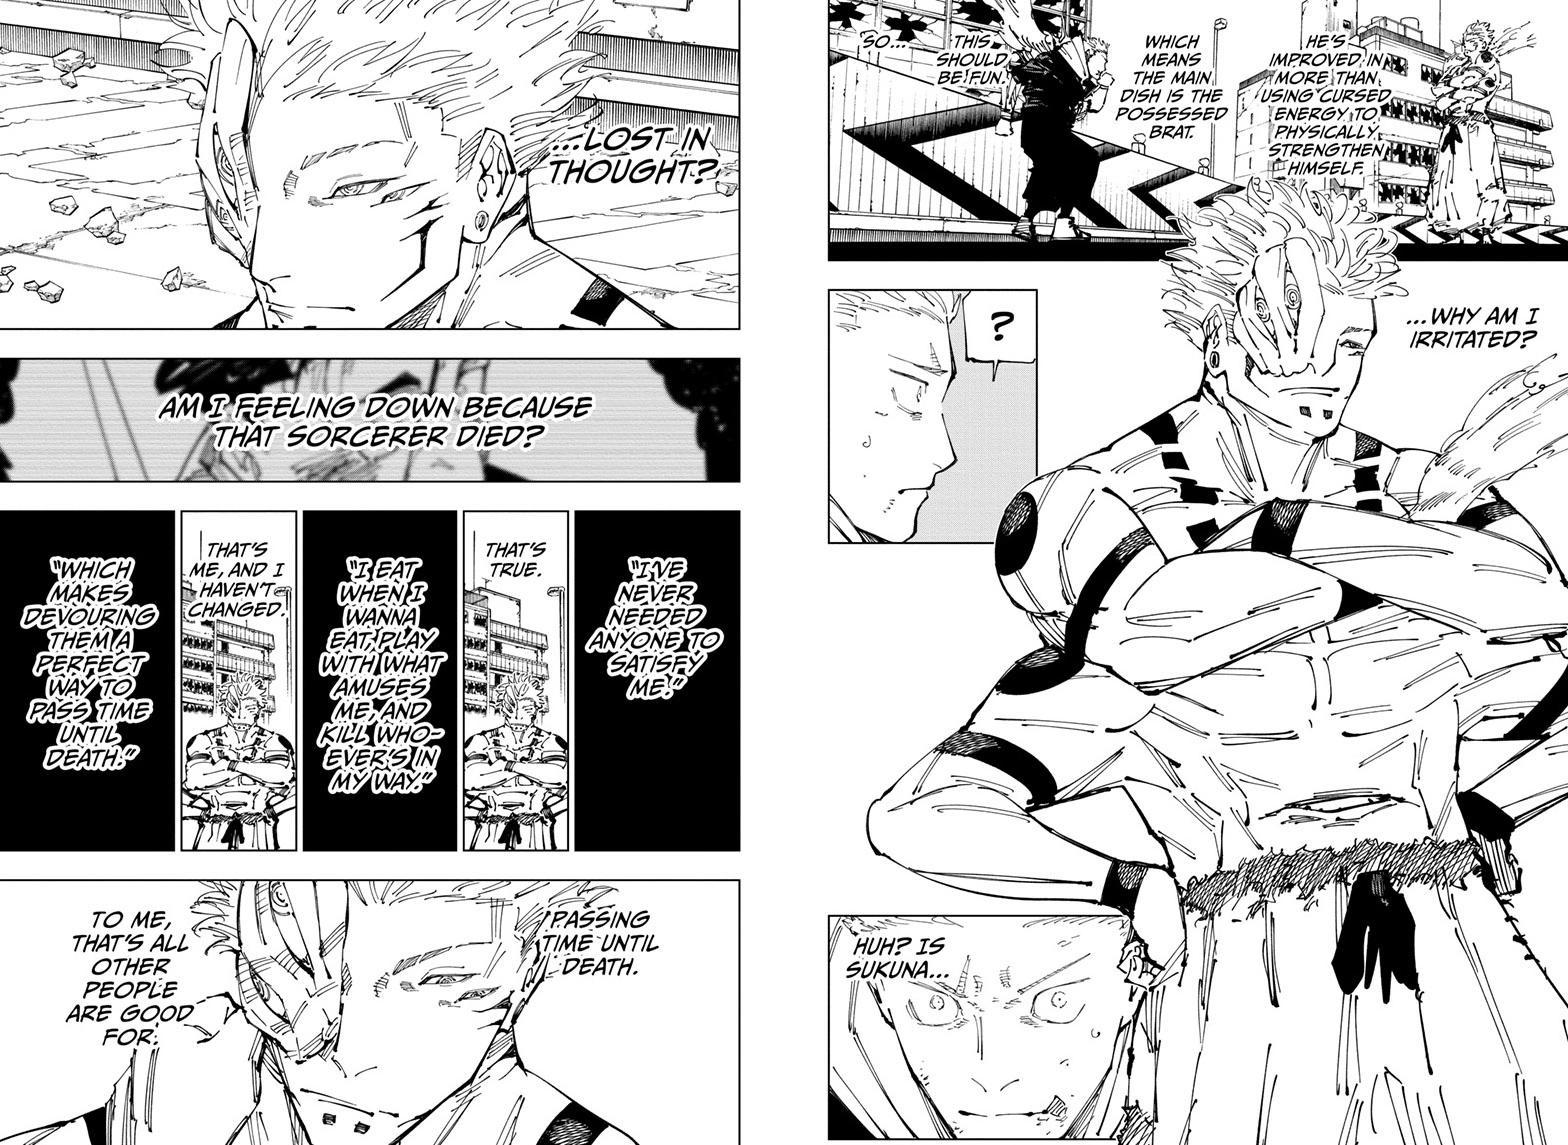 HE'S
IMPROVED IN
MORE THAN
USING CURSED
ENERGY TO
PHYSICALLY
STRENGTHEN
HIMSELF.
WHICH
MEANS
THE MAIN
DISH IS THE
POSSESSED
BRAT.
THIS
SHOULD
BE FUN.
SO...
...WHY AM I
IRRITATED?
?
HUH? IS
SUKUNA...
...LOST IN
THOUGHT?
AM I FEELING DOWN BECAUSE
THAT SORCERER DIED?
"I'VE
NEVER
NEEDED
ANYONE TO
SATISFY
ME."
THAT'S
TRUE.
"I EAT
WHEN I
WANNA
EAT, PLAY
WITH WHAT
AMUSES
ME, AND
KILL WHO-
EVER'S IN
MY WAY."
THAT'S
ME, AND I
HAVEN'T
CHANGED.
"WHICH
MAKES
DEVOURING
THEM A
PERFECT
WAY TO
PASS TIME
UNTIL
DEATH."
PASSING
TIME UNTIL
DEATH.
TO ME,
THAT'S ALL
OTHER
PEOPLE
ARE GOOD
FOR.